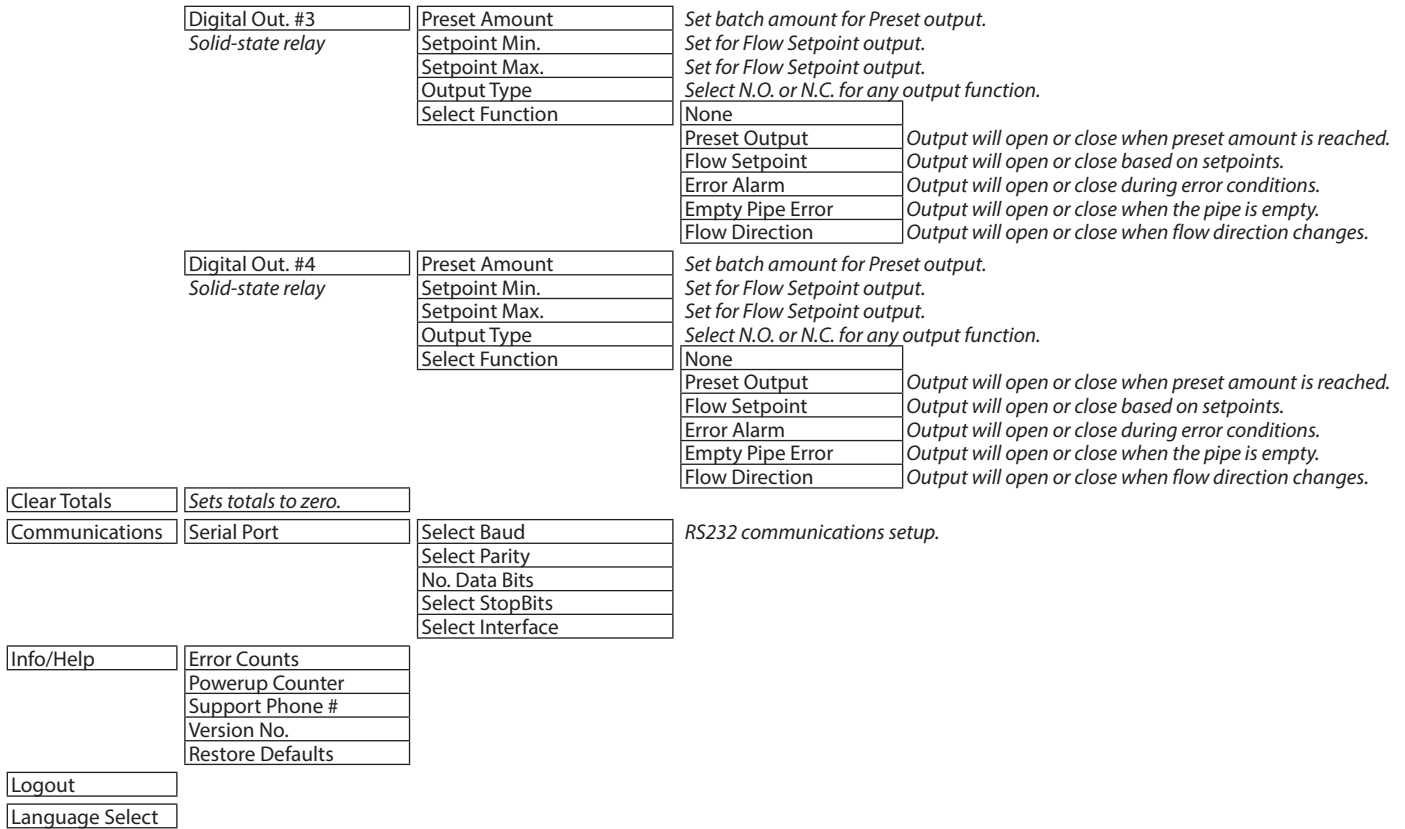 Digital Out. #3 Preset Amount Set batch amount for Preset output.
Solid-state relay Setpoint Min. Set for Flow Setpoint output.
Setpoint Max. Set for Flow Setpoint output.
Output Type Select N.O. or N.C. for any output function.
Select Function None
Preset Output Output will open or close when preset amount is reached.
Flow Setpoint Output will open or close based on setpoints.
Error Alarm Output will open or close during error conditions.
Empty Pipe Error Output will open or close when the pipe is empty.
Flow Direction Output will open or close when flow direction changes.
Digital Out. #4 Preset Amount Set batch amount for Preset output.
Solid-state relay Setpoint Min. Set for Flow Setpoint output.
Setpoint Max. Set for Flow Setpoint output.
Output Type Select N.O. or N.C. for any output function.
Select Function None
Preset Output Output will open or close when preset amount is reached.
Flow Setpoint Output will open or close based on setpoints.
Error Alarm Output will open or close during error conditions.
Empty Pipe Error Output will open or close when the pipe is empty.
Flow Direction Output will open or close when flow direction changes.
Clear Totals Sets totals to zero.
Communications Serial Port Select Baud RS232 communications setup.
Select Parity
No. Data Bits
Select StopBits
Select Interface
Info/Help Error Counts
Powerup Counter
Support Phone #
Version No.
Restore Defaults
Logout
Language Select